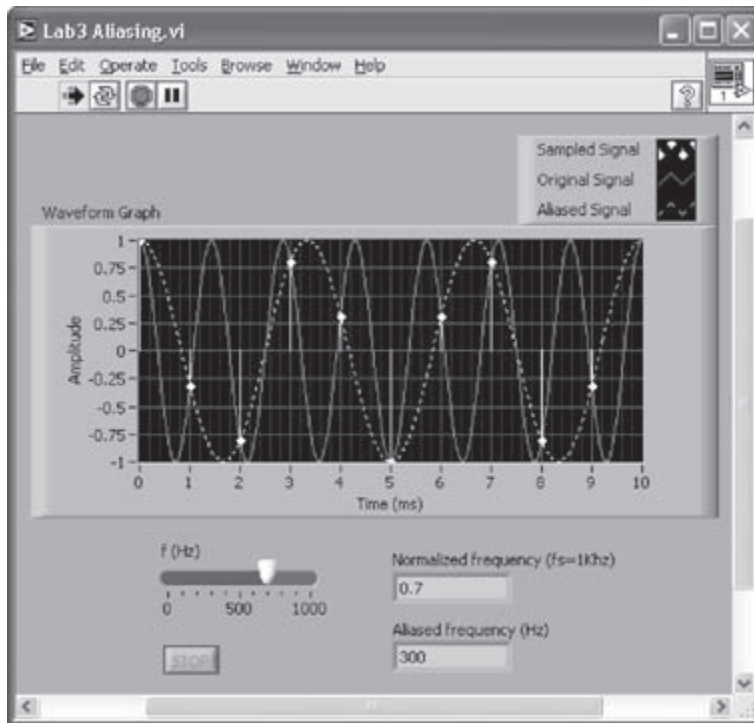 Lab3 Aliasing.vi
File Edit Operate Tools Browse Window Help
1
Sampled Signal
Original Signal
Aliased Signal
Waveform Graph
Amplitude
1
0.75
0.5
0.25
0
-0.25
-0.5
-0.75
-1
0 1 2 3 4 5 6 7 8 9 10
Time (ms)
f (Hz)
0 500 1000
Normalized frequency (fs=1Khz)
0.7
Aliased frequency (Hz)
300
STOP